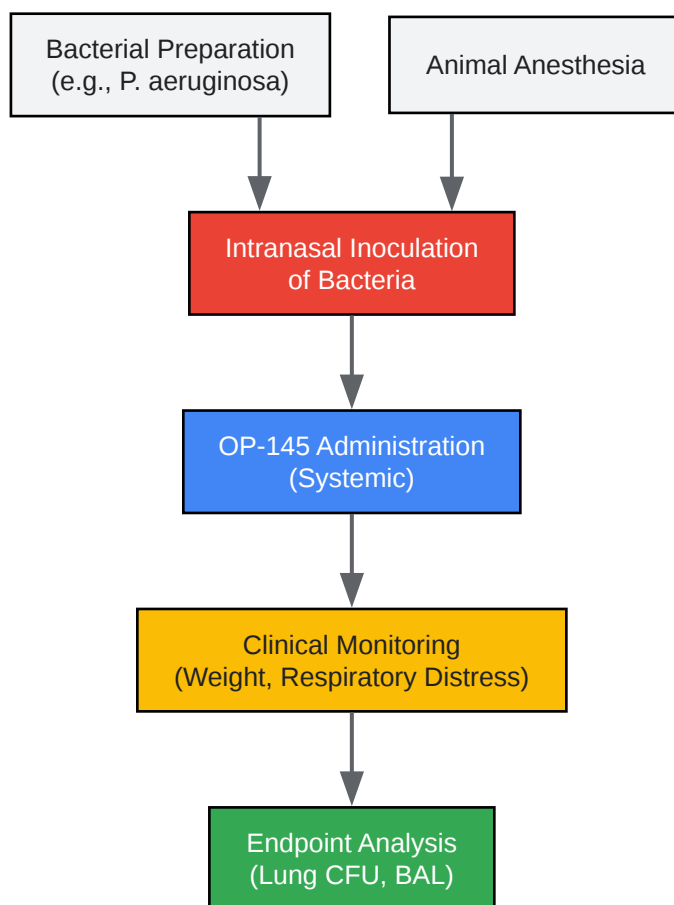 Bacterial Preparation
(e.g., P. aeruginosa)
Animal Anesthesia
Intranasal Inoculation
of Bacteria
OP-145 Administration
(Systemic)
Clinical Monitoring
(Weight, Respiratory Distress)
Endpoint Analysis
(Lung CFU, BAL)